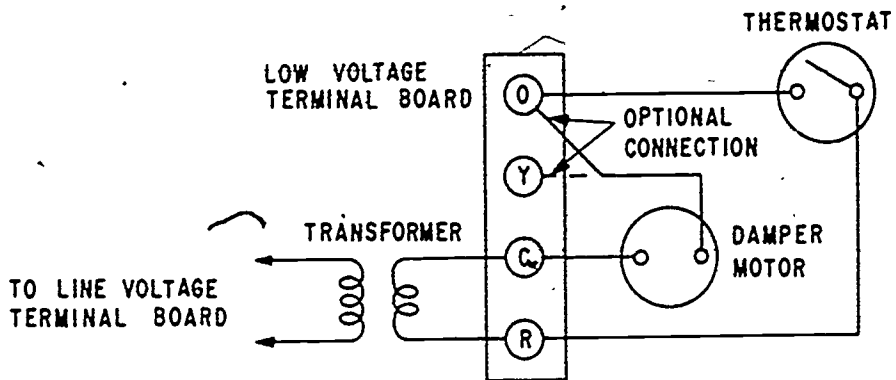 THERMOSTAT
LOW VOLTAGE
TERMINAL BOARD
O
OPTIONAL
CONNECTION
Y
TRANSFORMER
C
DAMPER
MOTOR
TO LINE VOLTAGE
TERMINAL BOARD
R